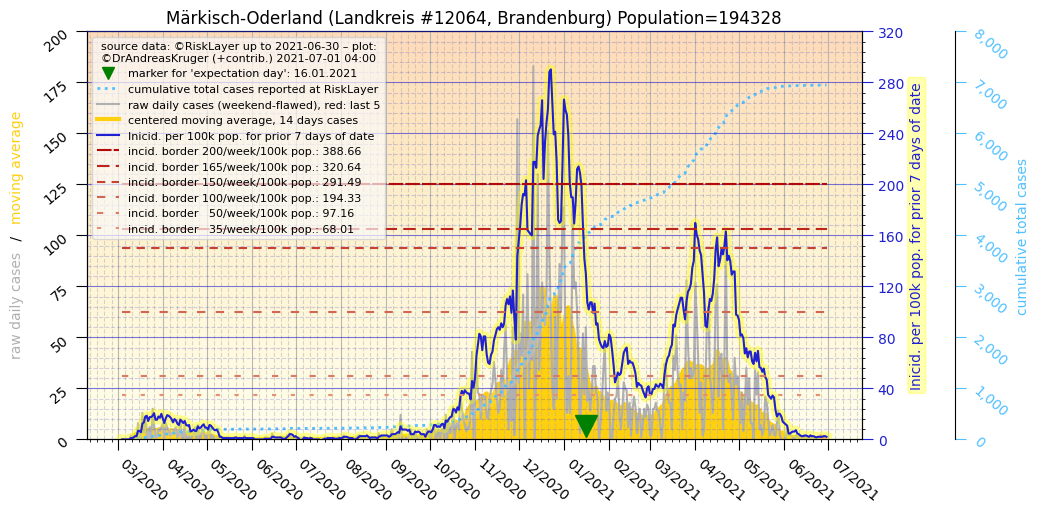 Märkisch-Oderland (Landkreis #12064, Brandenburg) Population=194328
source data: ©RiskLayer up to 2021-06-30 – plot:
©DrAndreasKruger (+contrib.) 2021-07-01 04:00
marker for 'expectation day': 16.01.2021
cumulative total cases reported at RiskLayer
raw daily cases (weekend-flawed), red: last 5
centered moving average, 14 days cases
Inicid. per 100k pop. for prior 7 days of date
incid. border 200/week/100k pop.: 388.66
incid. border 165/week/100k pop.: 320.64
incid. border 150/week/100k pop.: 291.49
incid. border 100/week/100k pop.: 194.33
incid. border   50/week/100k pop.: 97.16
incid. border   35/week/100k pop.: 68.01
raw daily cases  /  moving average
200
175
150
125
100
75
50
25
0
320
280
240
200
160
120
80
40
0
Inicid. per 100k pop. for prior 7 days of date
8,000
7,000
6,000
5,000
4,000
3,000
2,000
1,000
0
cumulative total cases
03/2020
04/2020
05/2020
06/2020
07/2020
08/2020
09/2020
10/2020
11/2020
12/2020
01/2021
02/2021
03/2021
04/2021
05/2021
06/2021
07/2021